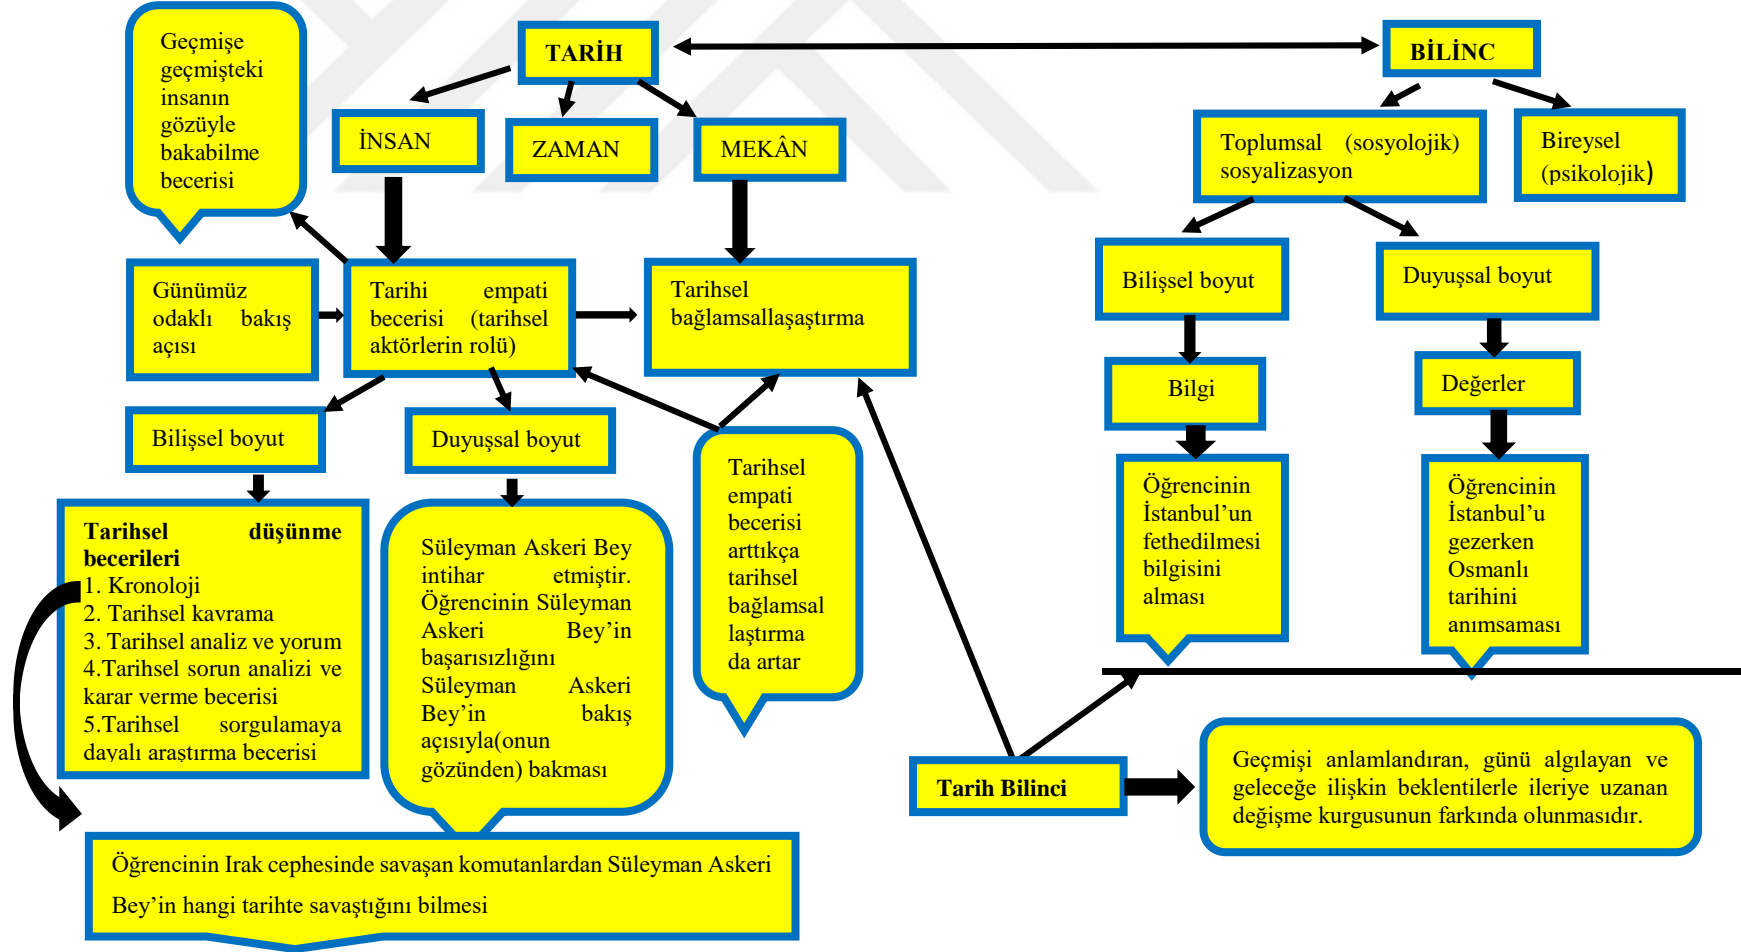 Geçmişe
geçmişteki
insanın
gözüyle
bakabilme
becerisi
TARİH
BİLİNC
İNSAN
ZAMAN
MEKÂN
Toplumsal (sosyolojik)
sosyalizasyon
Bireysel
(psikolojik)
Günümüz
odaklı bakış
açısı
Tarihi empati
becerisi (tarihsel
aktörlerin rolü)
Tarihsel
bağlamsallaşaştırma
Bilişsel boyut
Duyuşsal boyut
Bilgi
Değerler
Bilişsel boyut
Duyuşsal boyut
Tarihsel düşünme
becerileri
1. Kronoloji
2. Tarihsel kavrama
3. Tarihsel analiz ve yorum
4.Tarihsel sorun analizi ve
karar verme becerisi
5.Tarihsel sorgulamaya
dayalı araştırma becerisi
Süleyman Askeri Bey
intihar etmiştir.
Öğrencinin Süleyman
Askeri Bey’in
başarısızlığını
Süleyman Askeri
Bey’in bakış
açısıyla(onun
gözünden) bakması
Tarihsel
empati
becerisi
arttıkça
tarihsel
bağlamsal
laştırma
da artar
Öğrencinin
İstanbul’un
fethedilmesi
bilgisini
alması
Öğrencinin
İstanbul’u
gezerken
Osmanlı
tarihini
anımsaması
Tarih Bilinci
Geçmişi anlamlandıran, günü algılayan ve
geleceğe ilişkin beklentilerle ileriye uzanan
değişme kurgusunun farkında olunmasıdır.
Öğrencinin Irak cephesinde savaşan komutanlardan Süleyman Askeri
Bey’in hangi tarihte savaştığını bilmesi